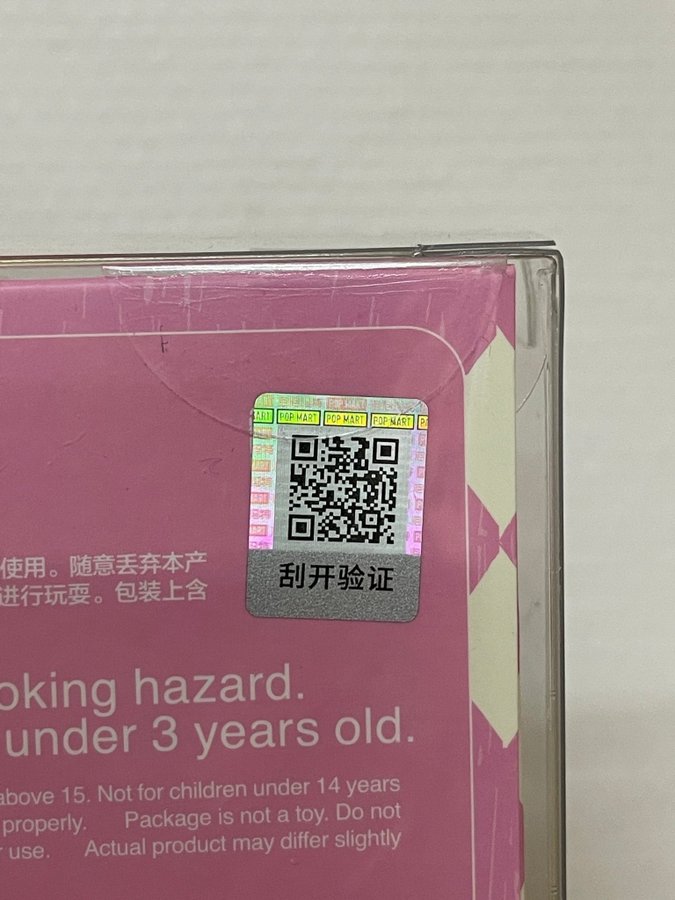 POP MART POP MART POP MART
刮开验证
使用。随意丢弃本产
进行玩耍。包装上含
oking hazard.
under 3 years old.
above 15. Not for children under 14 years
properly. Package is not a toy. Do not
r use. Actual product may differ slightly